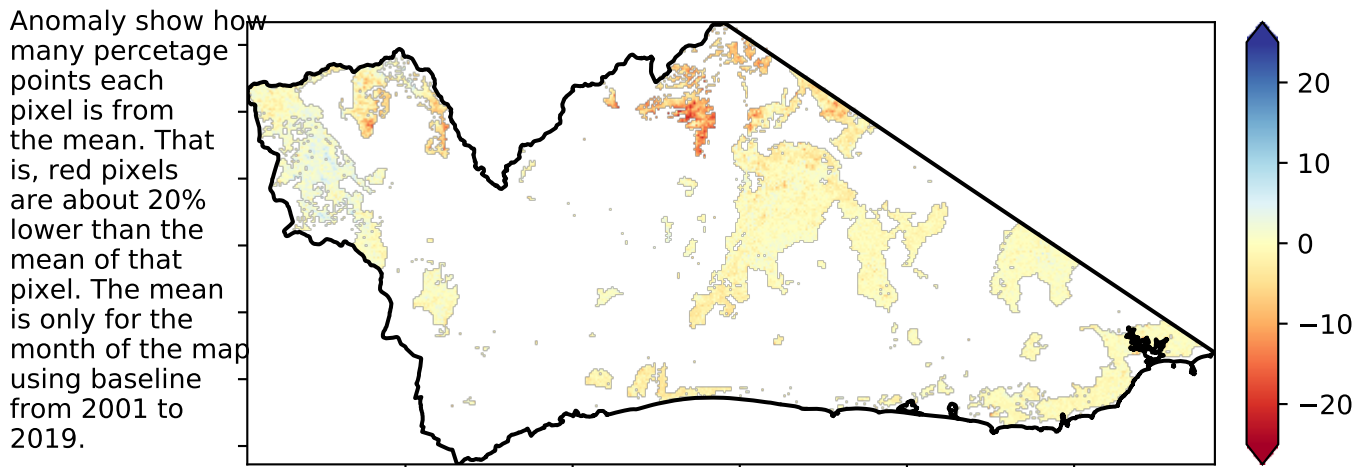 Anomaly show how
many percetage
points each
pixel is from
the mean. That
is, red pixels
are about 20%
lower than the
mean of that
pixel. The mean
is only for the
month of the map
using baseline
from 2001 to
2019.
20
10
0
−10
−20